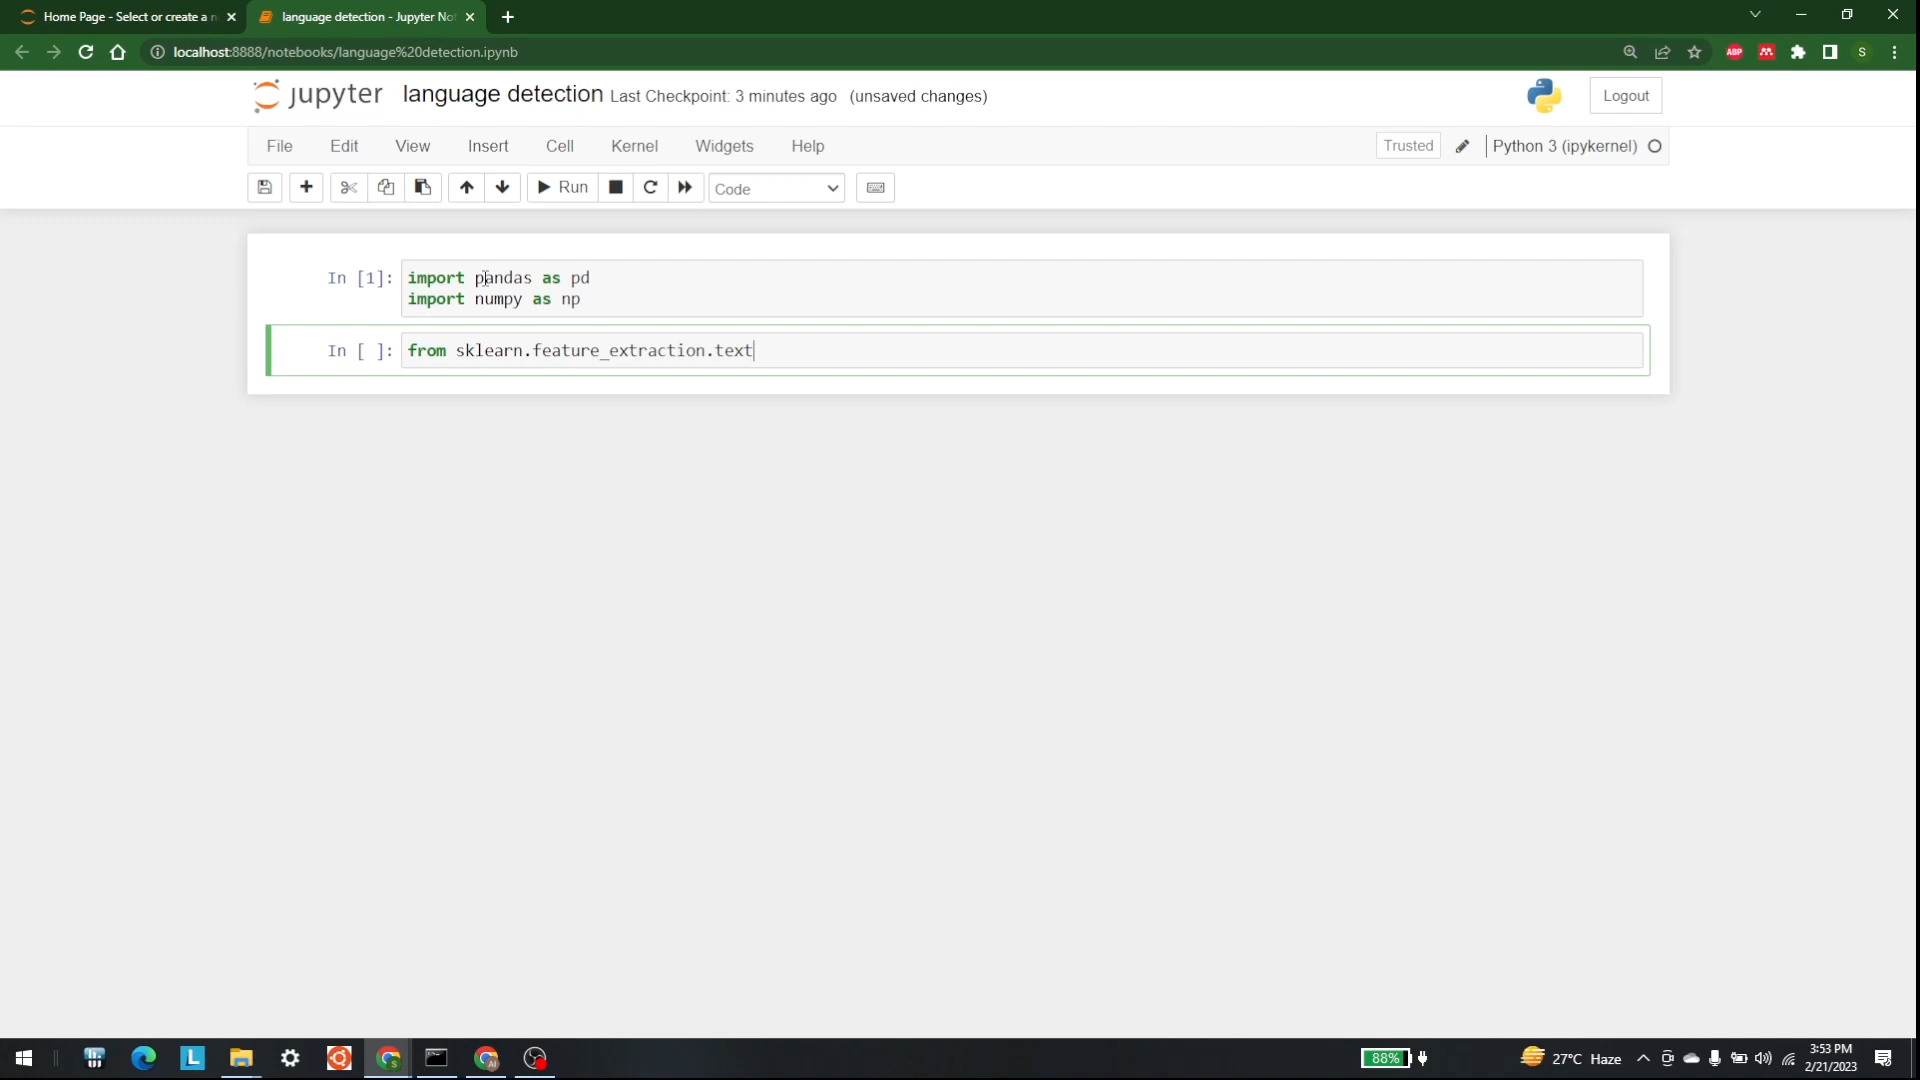 Home Page - Select or create a n
language detection - Jupyter Not
localhost:8888/notebooks/language%20detection.ipynb
ABP
S
jupyter language detection Last Checkpoint: 3 minutes ago (unsaved changes)
Logout
File Edit View Insert Cell Kernel Widgets Help
Trusted Python 3 (ipykernel)
Run Code
In [1]: import pandas as pd
import numpy as np
In [ ]: from sklearn.feature_extraction.text
88%
27°C Haze
3:53 PM
2/21/2023